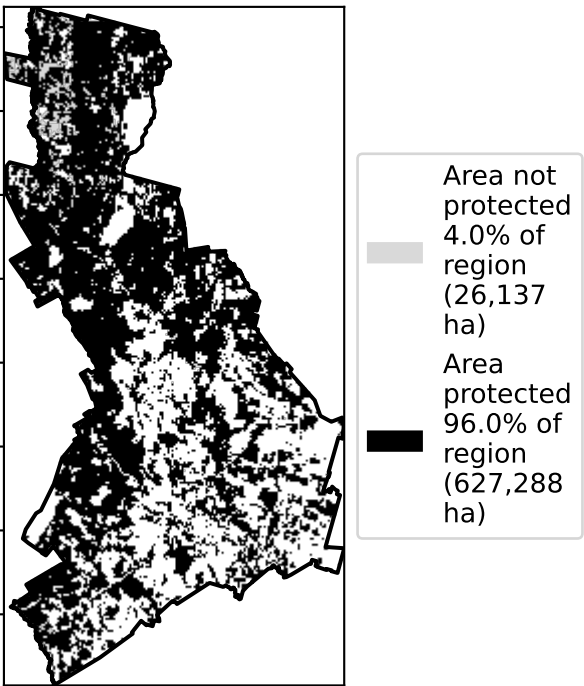 Area not
protected
4.0% of
region
(26,137
ha)
Area
protected
96.0% of
region
(627,288
ha)